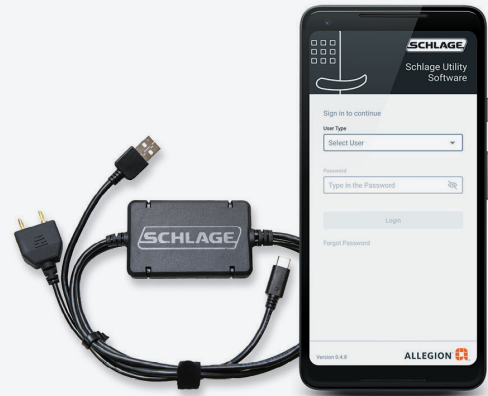 SCHLAGE
SCHLAGE
Schlage Utility
Software
Sign in to continue
User Type
Select User
Password
Type in the Password
Login
Forgot Password
Version 0.4.8
ALLEGION